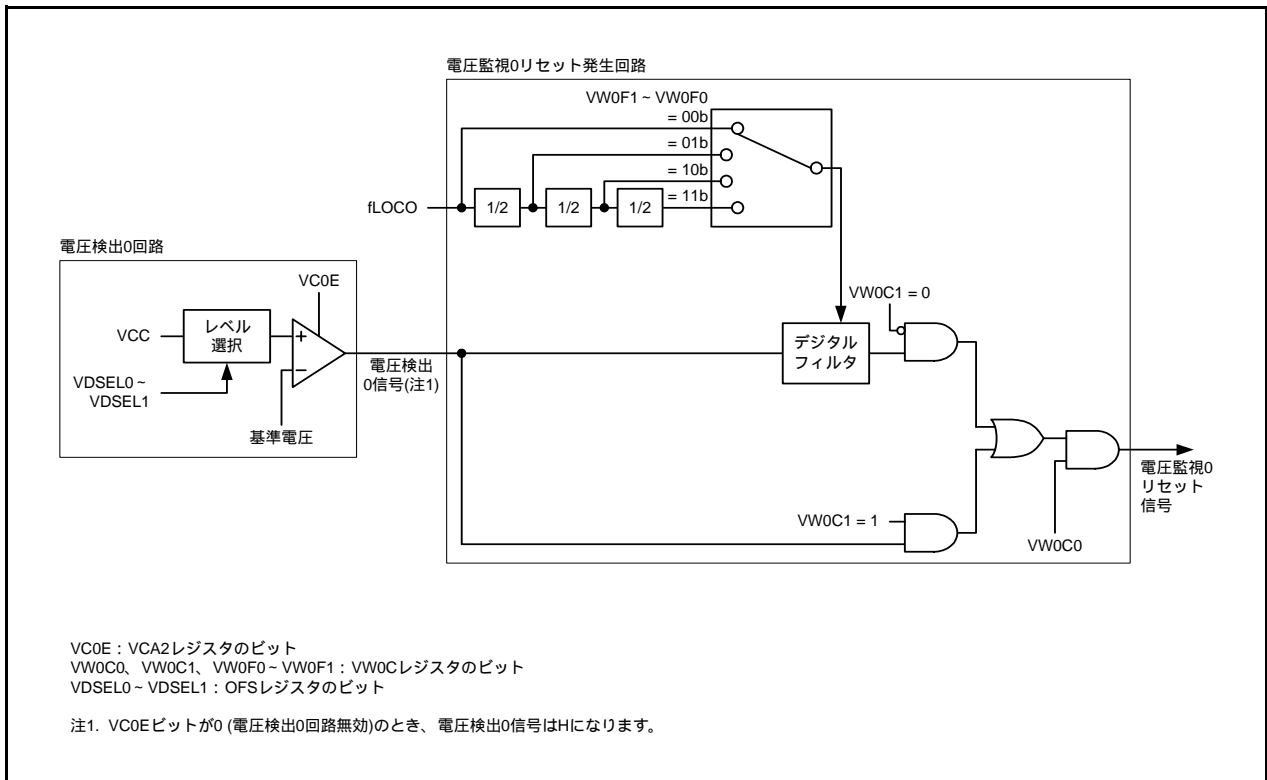 電圧監視0リセット発生回路
VW0F1~VW0F0
= 00b
= 01b
= 10b
= 11b
fLOCO
1/2
1/2
1/2
電圧検出0回路
VC0E
VCC
レベル
選択
+
−
VDSEL0~
VDSEL1
基準電圧
電圧検出
0信号(注1)
デジタル
フィルタ
VW0C1 = 0
VW0C1 = 1
VW0C0
電圧監視0
リセット
信号
VC0E：VCA2レジスタのビット
VW0C0、VW0C1、VW0F0~VW0F1：VW0Cレジスタのビット
VDSEL0~VDSEL1：OFSレジスタのビット
注1. VC0Eビットが0 (電圧検出0回路無効)のとき、電圧検出0信号はHになります。